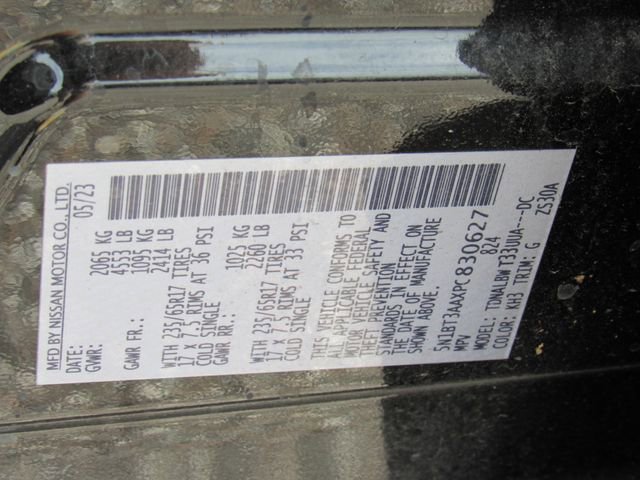 MFD BY NISSAN MOTOR CO., LTD.
DATE: 05/23
GVWR: 2065 KG
4553 LB
GAWR FR.: 1095 KG
2414 LB
WITH 235/65R17 TIRES
17 X 7.5 RIMS AT 36 PSI
COLD SINGLE
GAWR RR.: 1025 KG
2260 LB
WITH 235/65R17 TIRES
17 X 7.5 RIMS AT 33 PSI
COLD SINGLE
THIS VEHICLE CONFORMS TO
ALL APPLICABLE FEDERAL
MOTOR VEHICLE SAFETY AND
THEFT PREVENTION
STANDARDS IN EFFECT ON
THE DATE OF MANUFACTURE
SHOWN ABOVE.
5N1BT3AAXPC830627
MPV 824
MODEL: TDNALBW T33UUA---DC
COLOR: KH3 TRIM: G ZS30A